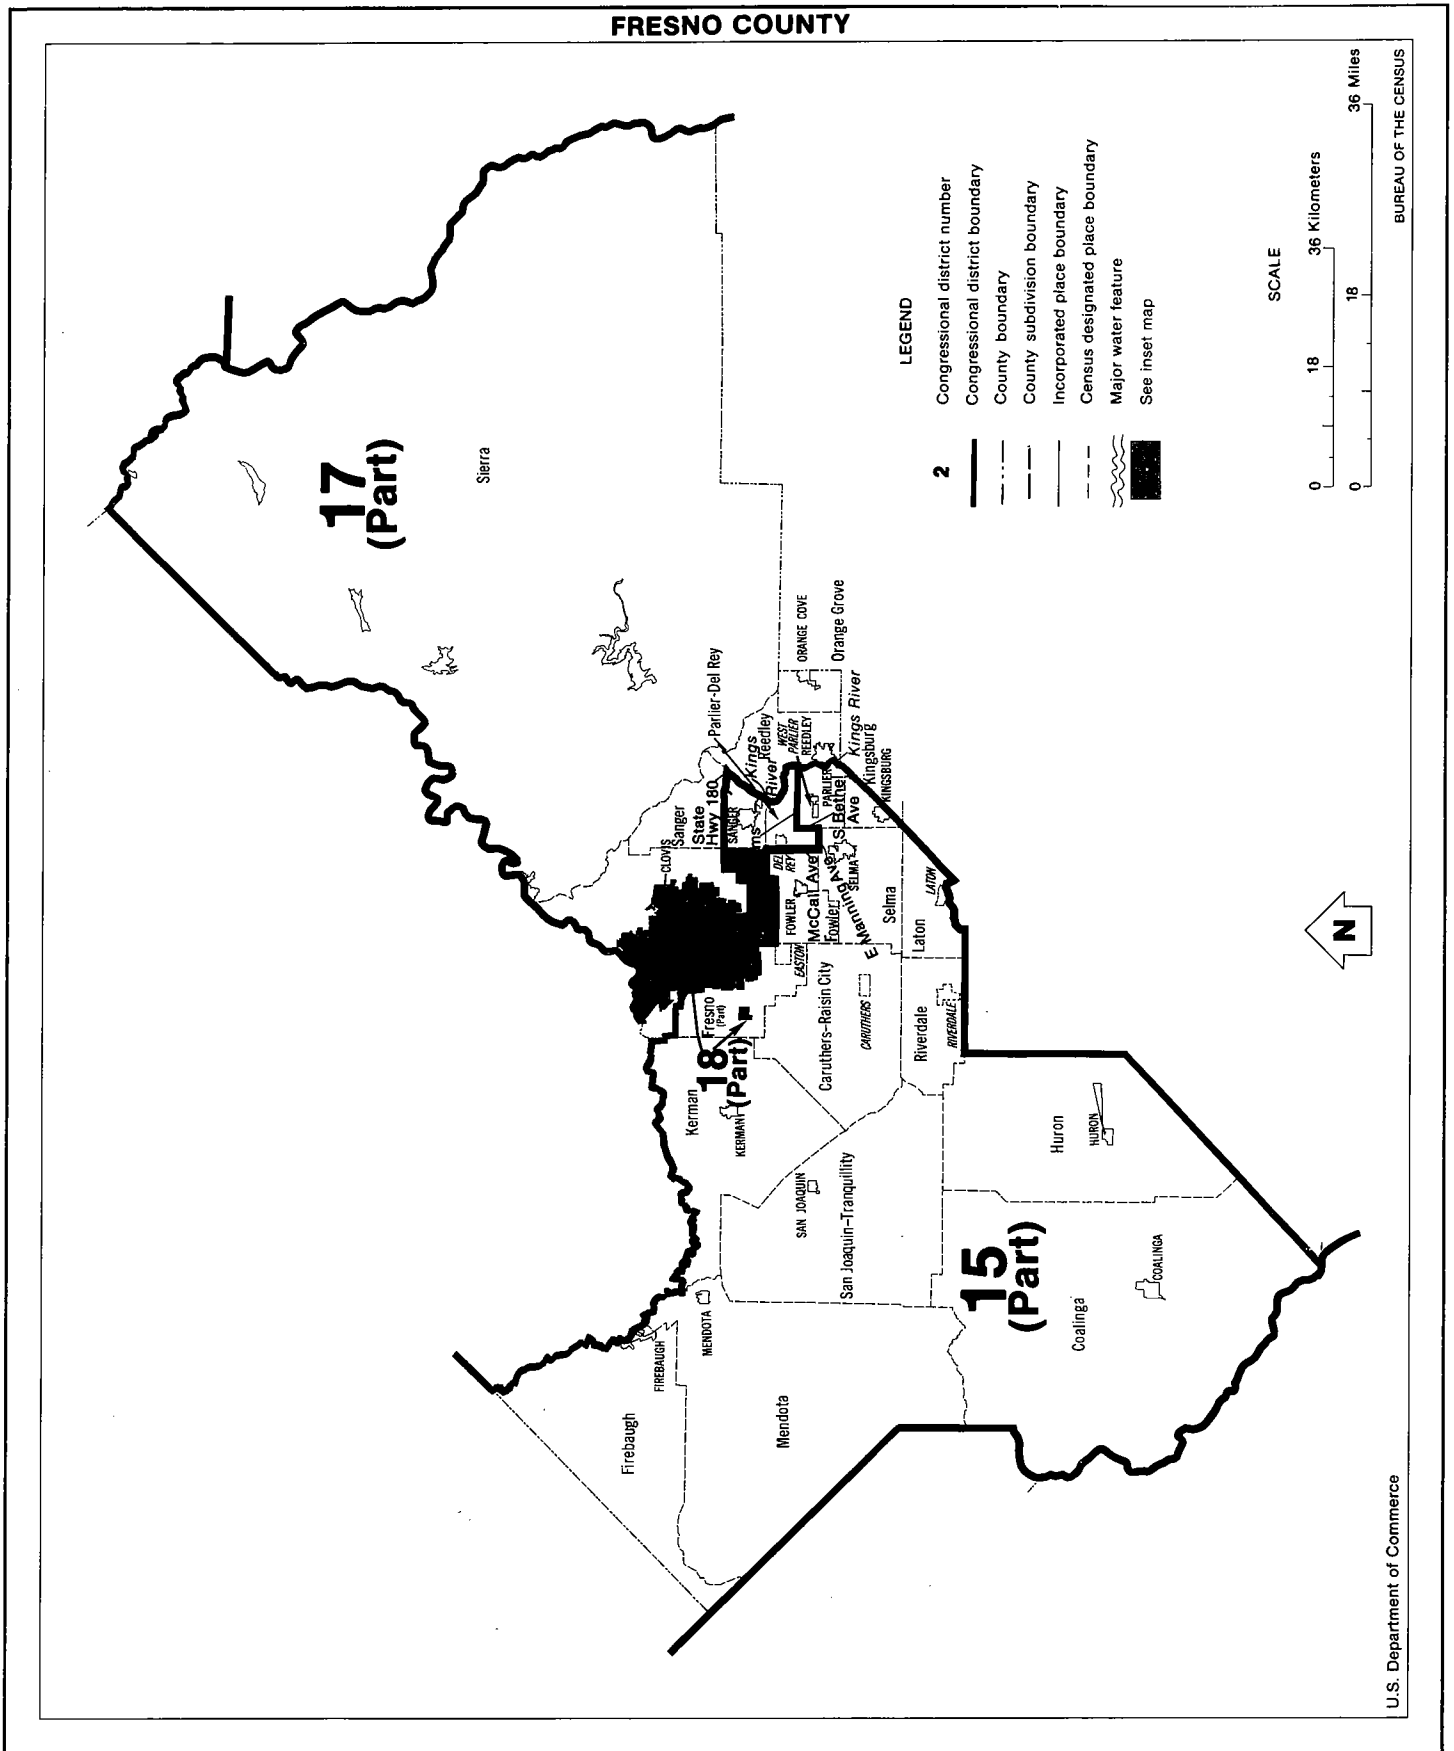 FRESNO COUNTY
17
(Part)
Sierra
Parlier-Del Rey
ORANGE COVE
Orange Grove
Kings
River
Reedley
WEST
PARLIER
REEDLEY
Kings River
Kingsburg
KINGSBURG
Sanger
State
Hwy 180
SANGER
CLOVIS
PARLIER
S Bethel
Ave
DEL
REY
McCall Ave
E Manning Ave
SELMA
Selma
FOWLER
Fowler
LATON
Laton
EASTON
Fresno
(Part)
18
(Part)
Caruthers-Raisin City
CARUTHERS
Riverdale
RIVERDALE
Kerman
KERMAN
Huron
HURON
SAN JOAQUIN
San Joaquin-Tranquillity
15
(Part)
Coalinga
COALINGA
MENDOTA
Mendota
FIREBAUGH
Firebaugh
LEGEND
2 Congressional district number
Congressional district boundary
County boundary
County subdivision boundary
Incorporated place boundary
Census designated place boundary
Major water feature
See inset map
SCALE
0 18 36 Kilometers
0 18 36 Miles
N
U.S. Department of Commerce
BUREAU OF THE CENSUS